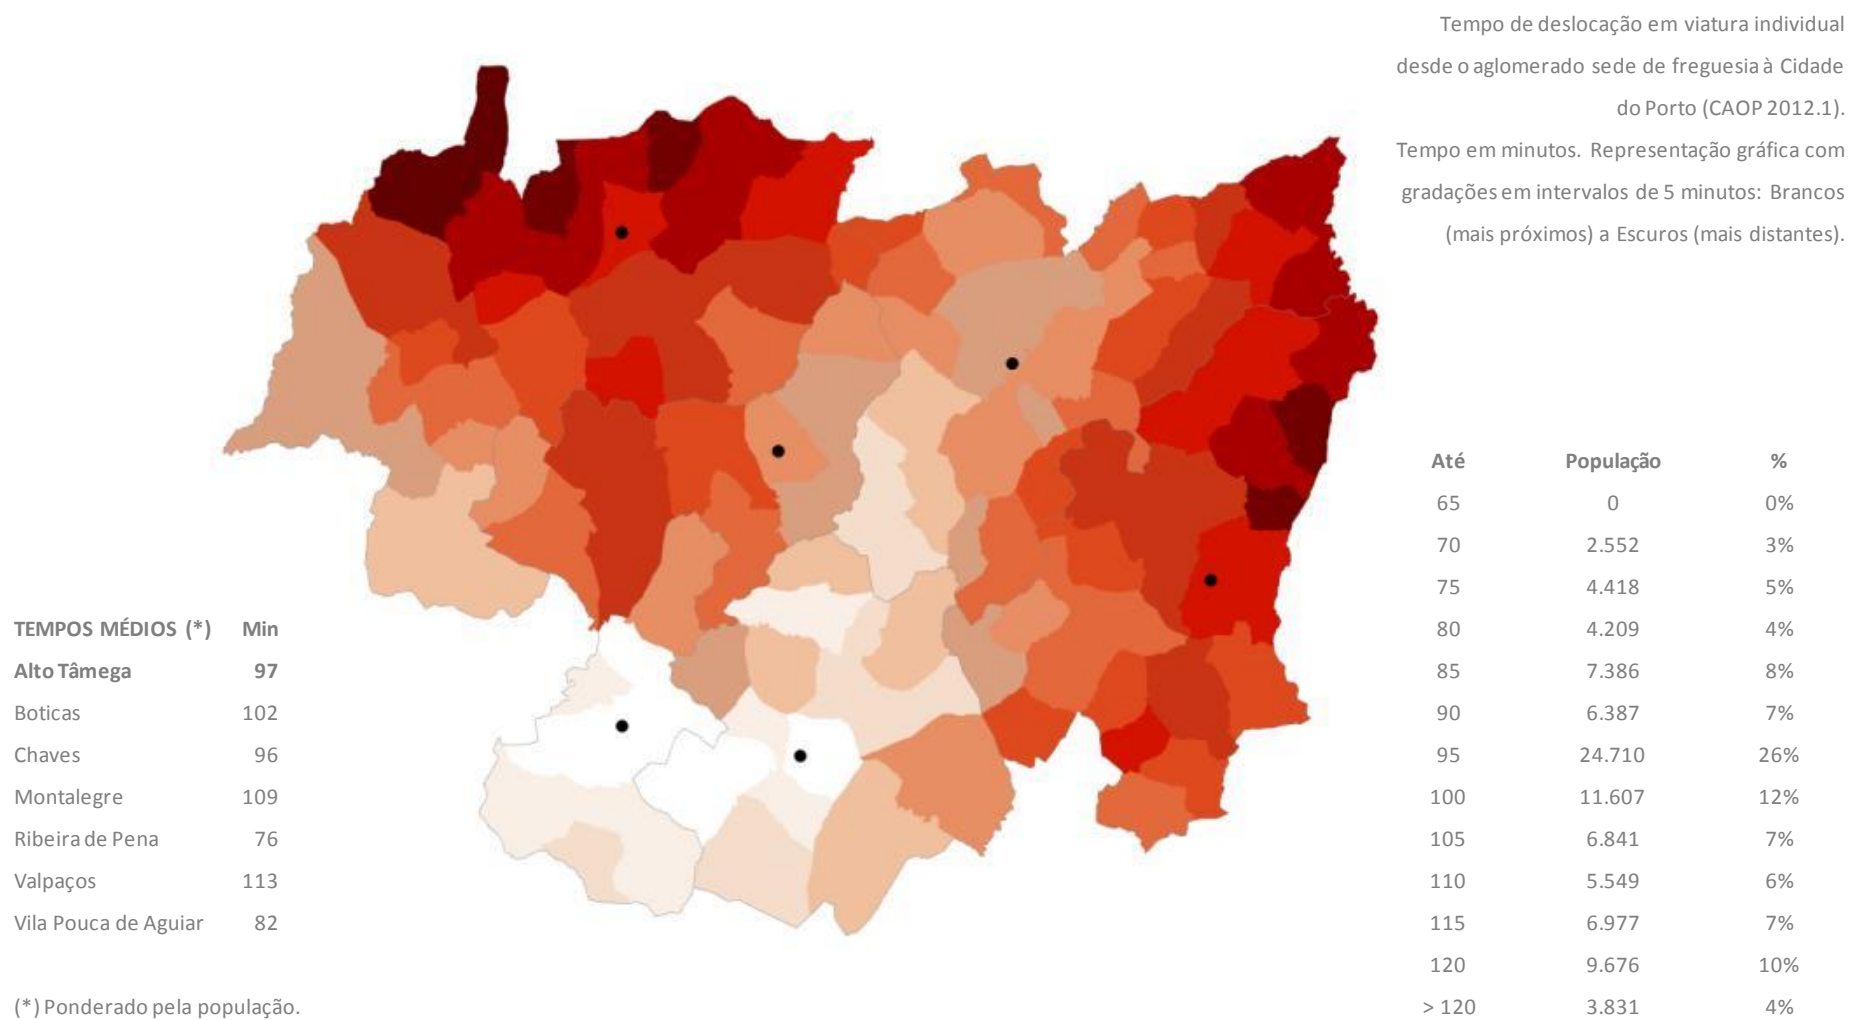 Tempo de deslocação em viatura individual
desde o aglomerado sede de freguesia à Cidade
do Porto (CAOP 2012.1).
Tempo em minutos. Representação gráfica com
gradações em intervalos de 5 minutos: Brancos
(mais próximos) a Escuros (mais distantes).
TEMPOS MÉDIOS (*) Min
Alto Tâmega 97
Boticas 102
Chaves 96
Montalegre 109
Ribeira de Pena 76
Valpaços 113
Vila Pouca de Aguiar 82
(*) Ponderado pela população.
Até População %
65 0 0%
70 2.552 3%
75 4.418 5%
80 4.209 4%
85 7.386 8%
90 6.387 7%
95 24.710 26%
100 11.607 12%
105 6.841 7%
110 5.549 6%
115 6.977 7%
120 9.676 10%
> 120 3.831 4%